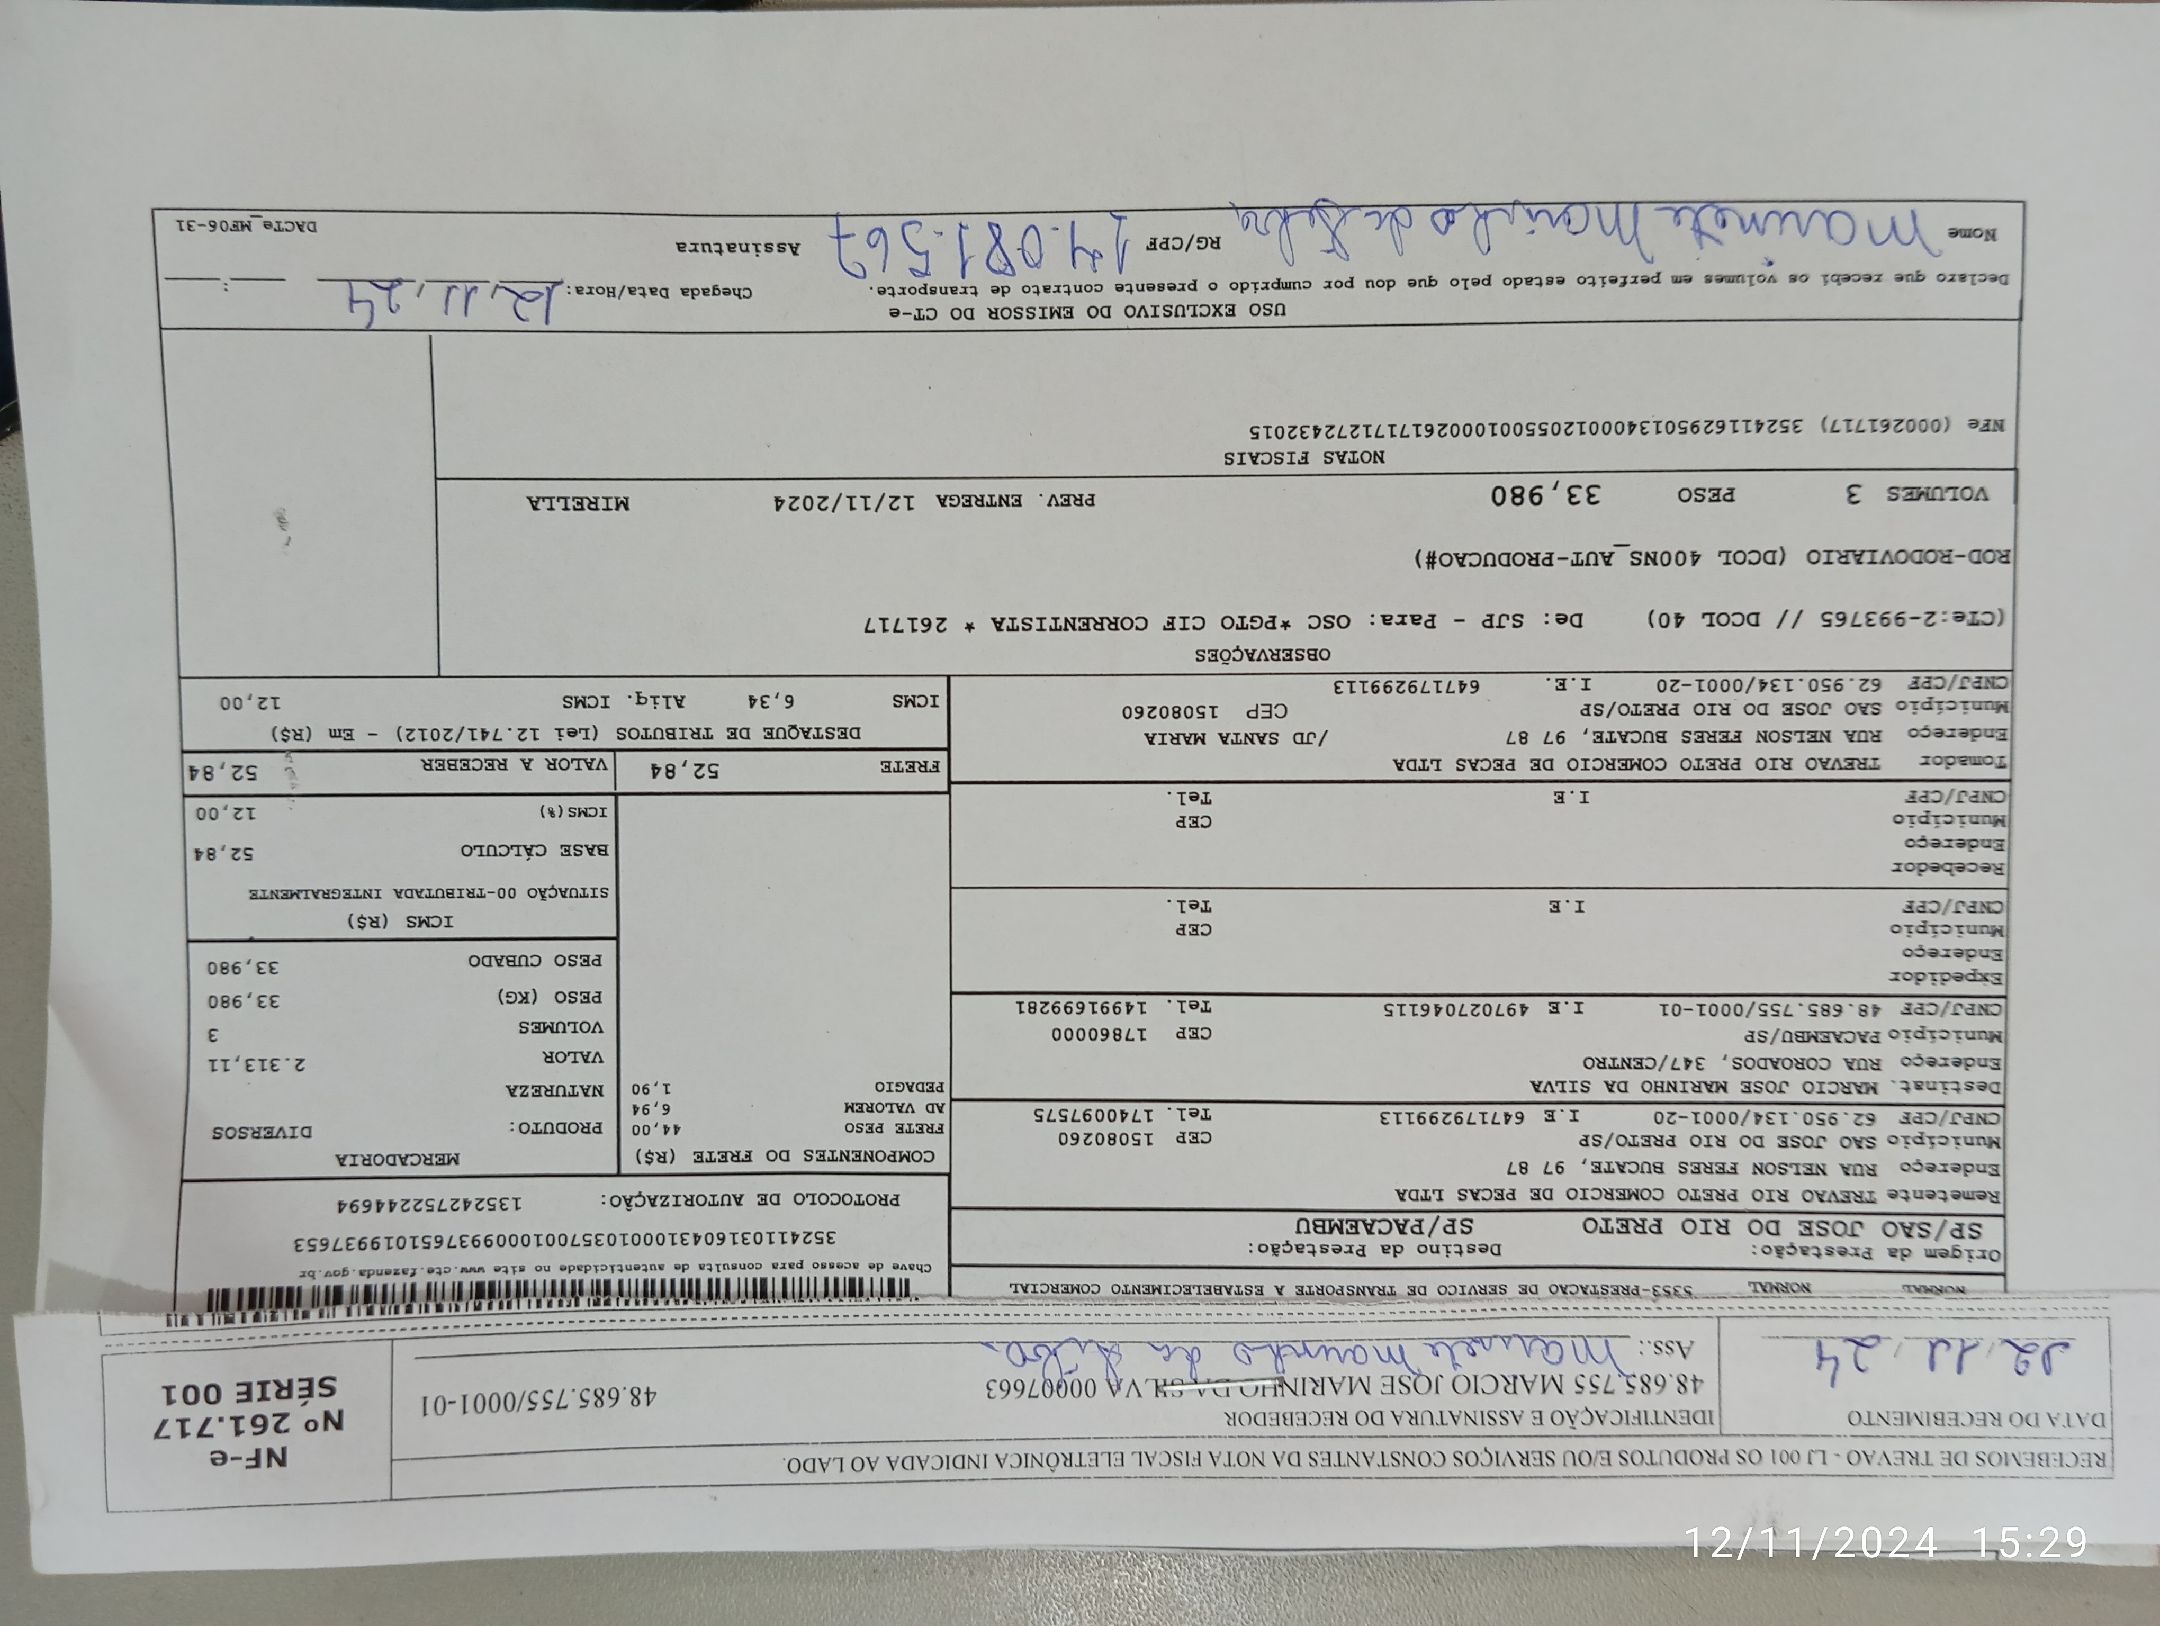 RECEBEMOS DE TREVAO - LJ 001 OS PRODUTOS E/OU SERVIÇOS CONSTANTES DA NOTA FISCAL ELETRÔNICA INDICADA AO LADO.
NF-e
Nº 261.717
SÉRIE 001
DATA DO RECEBIMENTO
12, 11, 24
IDENTIFICAÇÃO E ASSINATURA DO RECEBEDOR
48.685.755 MARCIO JOSE MARINHO DA SILVA 00007663 48.685.755/0001-01
Ass.: Marinete Marinho da Silva
NORMAL NORMAL 5353-PRESTACAO DE SERVICO DE TRANSPORTE A ESTABELECIMENTO COMERCIAL
Origem da Prestação: Destino da Prestação:
SP/SAO JOSE DO RIO PRETO SP/PACAEMBU
Chave de acesso para consulta de autenticidade no site www.cte.fazenda.gov.br
PROTOCOLO DE AUTORIZAÇÃO: 135242752244694
Remetente TREVAO RIO PRETO COMERCIO DE PECAS LTDA
Endereço RUA NELSON FERES BUCATE, 97 87
Município SAO JOSE DO RIO PRETO/SP CEP 15080260
CNPJ/CPF 62.950.134/0001-20 I.E 647179299113 Tel. 1740097575
Destinat. MARCIO JOSE MARINHO DA SILVA
Endereço RUA COROADOS, 347/CENTRO
Município PACAEMBU/SP CEP 17860000
CNPJ/CPF 48.685.755/0001-01 I.E 497027046115 Tel. 14991699281
Expedidor
Endereço
Município CEP
CNPJ/CPF I.E Tel.
Recebedor
Endereço
Município CEP
CNPJ/CPF I.E Tel.
Tomador TREVAO RIO PRETO COMERCIO DE PECAS LTDA
Endereço RUA NELSON FERES BUCATE, 97 87 /JD SANTA MARIA
Município SAO JOSE DO RIO PRETO/SP CEP 15080260
CNPJ/CPF 62.950.134/0001-20 I.E. 647179299113
COMPONENTES DO FRETE (R$)
FRETE PESO 44,00
AD VALOREM 6,94
PEDAGIO 1,90
MERCADORIA
PRODUTO: DIVERSOS
NATUREZA
VALOR 2.313,11
VOLUMES 3
PESO (KG) 33,980
PESO CUBADO 33,980
ICMS (R$)
SITUAÇÃO 00-TRIBUTADA INTEGRALMENTE
BASE CÁLCULO 52,84
ICMS(%) 12,00
FRETE 52,84 VALOR A RECEBER 52,84
DESTAQUE DE TRIBUTOS (Lei 12.741/2012) - Em (R$)
ICMS 6,34 Aliq. ICMS 12,00
OBSERVAÇÕES
(CTe:2-993765 // DCOL 40) De: SJP - Para: OSC *PGTO CIF CORRENTISTA * 261717
ROD-RODOVIARIO (DCOL 400NS_AUT-PRODUCAO#)
VOLUMES 3 PESO 33,980 PREV. ENTREGA 12/11/2024 MIRELLA
NOTAS FISCAIS
NFe (000261717) 35241162950134000120550010002617171272432015
USO EXCLUSIVO DO EMISSOR DO CT-e
Declaro que recebi os volumes em perfeito estado pelo que dou por cumprido o presente contrato de transporte. Chegada Data/Hora: 12, 11, 24 :
Nome Marinete Marinho da Silva RG/CPF 14.081.567 Assinatura
DACTe_MF06-31
12/11/2024 15:29